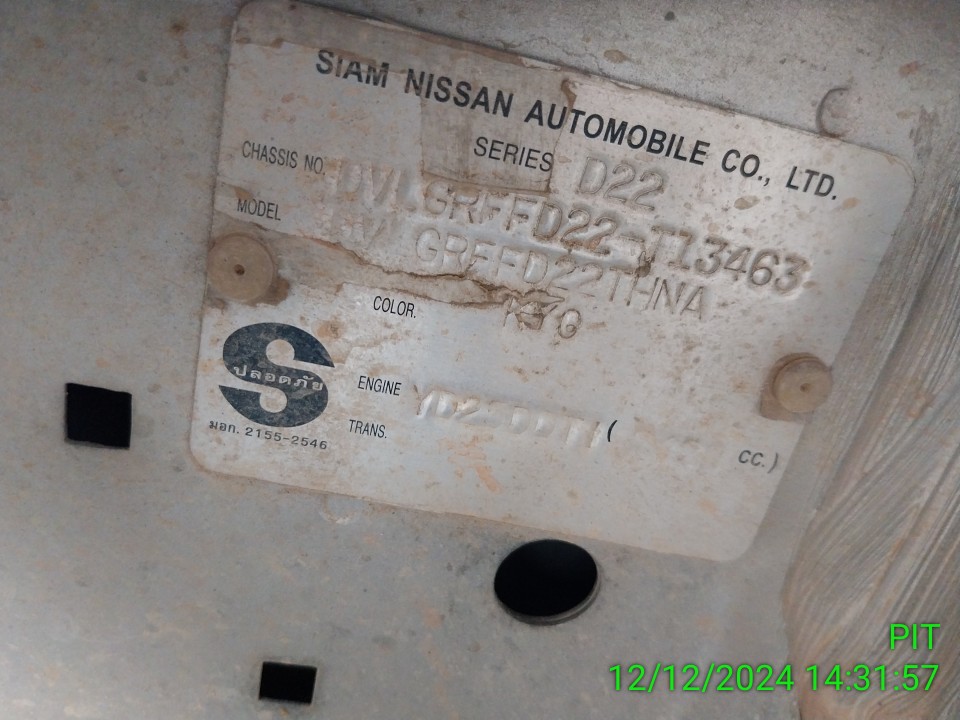 SIAM NISSAN AUTOMOBILE CO., LTD.
SERIES D22
CHASSIS NO.
MODEL
COLOR. KY0
ENGINE
TRANS. (
CC.)
ปลอดภัย
มอก. 2155-2546
PIT
12/12/2024 14:31:57